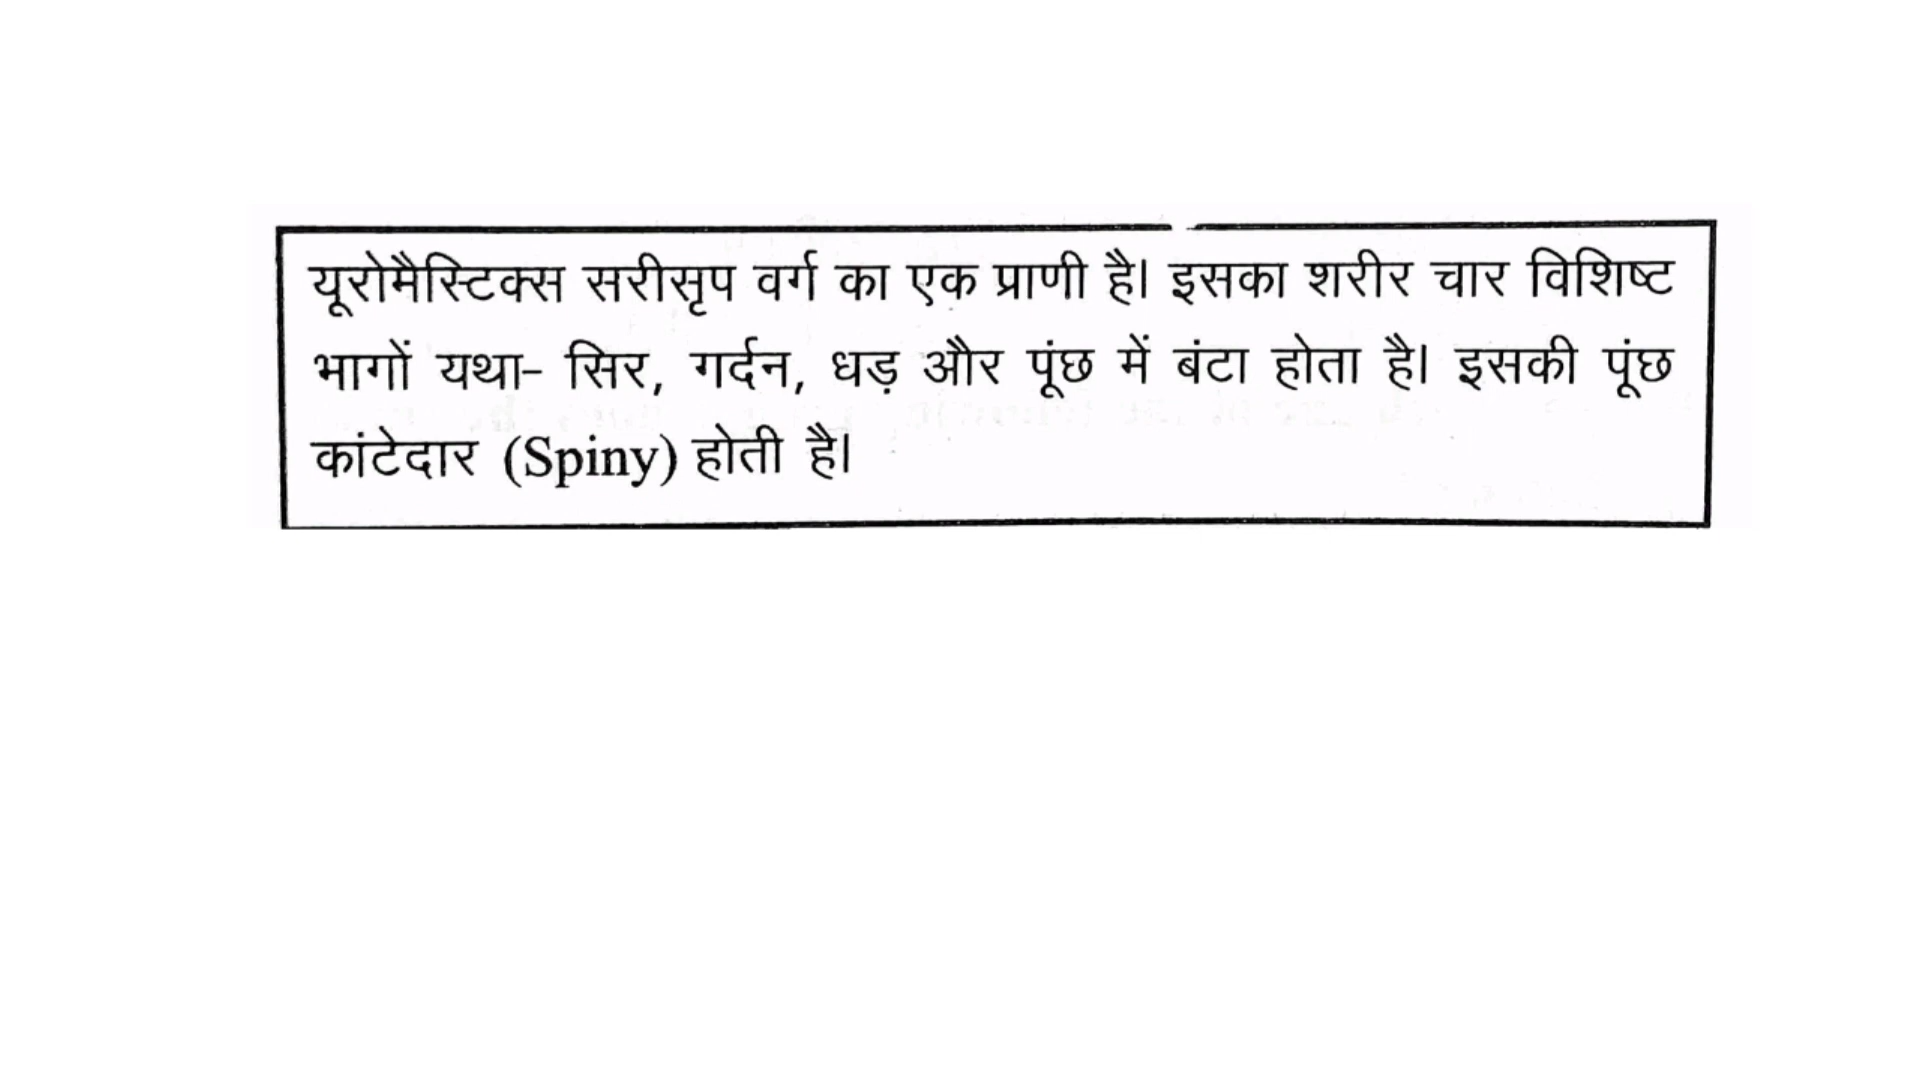 यूरोमैस्टिक्स सरीसृप वर्ग का एक प्राणी है। इसका शरीर चार विशिष्ट
भागों यथा- सिर, गर्दन, धड़ और पूंछ में बंटा होता है। इसकी पूंछ
कांटेदार (Spiny) होती है।